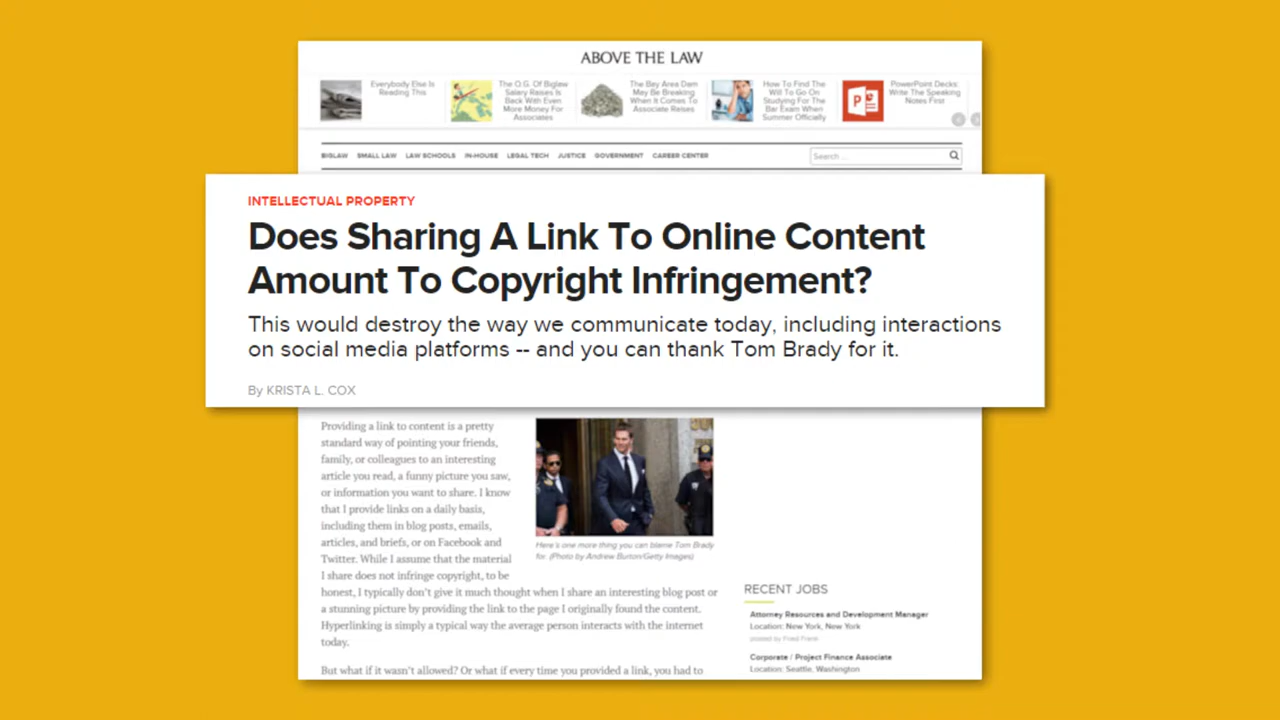 ABOVE THE LAW
Everybody Else Is
Reading This
The O.G. Of Biglaw
Salary Raises Is
Back With Even
More Money For
Associates
The Bay Area Dam
May Be Breaking
When It Comes To
Associate Raises
How To Find The
Will To Go On
Studying For The
Bar Exam When
Summer Officially
PowerPoint Decks:
Write The Speaking
Notes First
BIGLAW SMALL LAW LAW SCHOOLS IN-HOUSE LEGAL TECH JUSTICE GOVERNMENT CAREER CENTER
Search ...
INTELLECTUAL PROPERTY
Does Sharing A Link To Online Content
Amount To Copyright Infringement?
This would destroy the way we communicate today, including interactions
on social media platforms -- and you can thank Tom Brady for it.
By KRISTA L. COX
Providing a link to content is a pretty
standard way of pointing your friends,
family, or colleagues to an interesting
article you read, a funny picture you saw,
or information you want to share. I know
that I provide links on a daily basis,
including them in blog posts, emails,
articles, and briefs, or on Facebook and
Twitter. While I assume that the material
I share does not infringe copyright, to be
honest, I typically don't give it much thought when I share an interesting blog post or
a stunning picture by providing the link to the page I originally found the content.
Hyperlinking is simply a typical way the average person interacts with the internet
today.
But what if it wasn't allowed? Or what if every time you provided a link, you had to
Here's one more thing you can blame Tom Brady
for. (Photo by Andrew Burton/Getty Images)
RECENT JOBS
Attorney Resources and Development Manager
Location: New York, New York
posted by Fried Frank
Corporate / Project Finance Associate
Location: Seattle, Washington